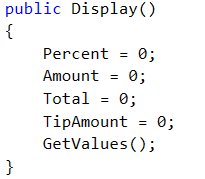 public Display()
{
    Percent = 0;
    Amount = 0;
    Total = 0;
    TipAmount = 0;
    GetValues();
}